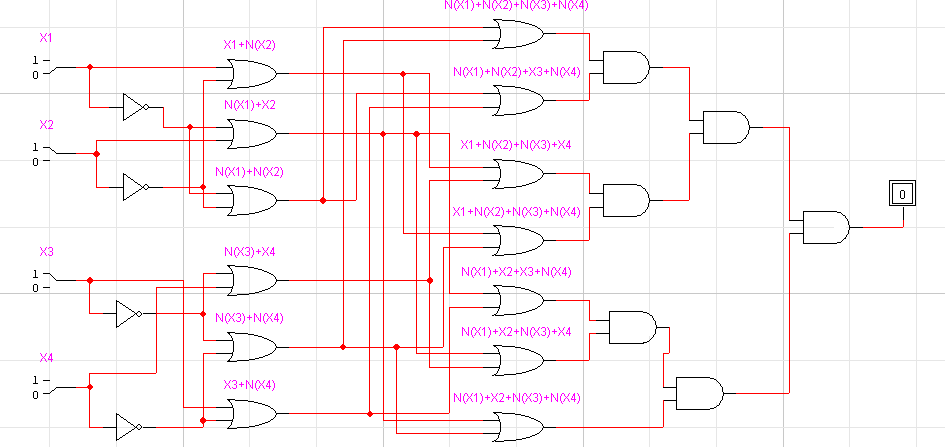 N(X1)+N(X2)+N(X3)+N(X4)
X1
X1+N(X2)
1
0
N(X1)+N(X2)+X3+N(X4)
N(X1)+X2
X2
1
0
X1+N(X2)+N(X3)+X4
N(X1)+N(X2)
0
X1+N(X2)+N(X3)+N(X4)
X3
N(X3)+X4
1
0
N(X1)+X2+X3+N(X4)
N(X3)+N(X4)
N(X1)+X2+N(X3)+X4
X4
1
0
X3+N(X4)
N(X1)+X2+N(X3)+N(X4)